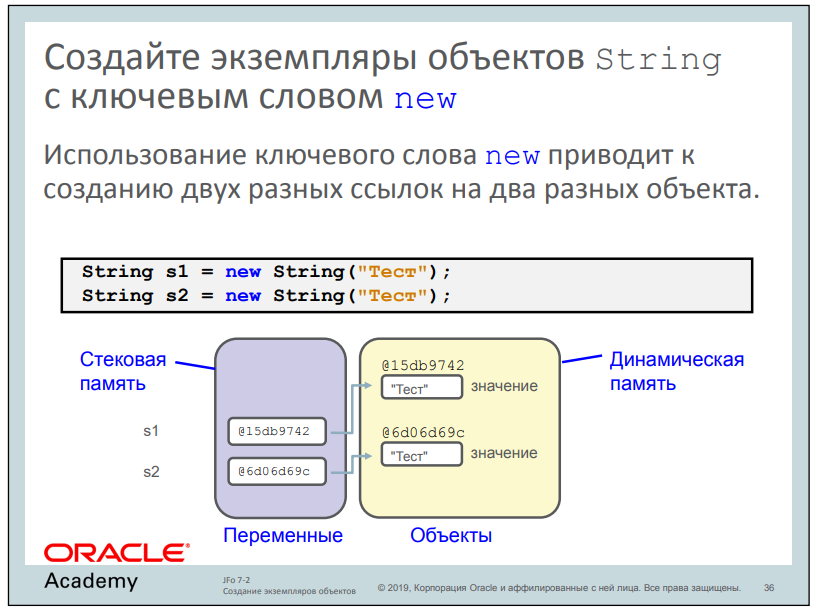 Создайте экземпляры объектов String
с ключевым словом new
Использование ключевого слова new приводит к
созданию двух разных ссылок на два разных объекта.
String s1 = new String("Тест");
String s2 = new String("Тест");
Стековая
память
@15db9742
"Тест" значение
Динамическая
память
s1 @15db9742
@6d06d69c
"Тест" значение
s2 @6d06d69c
Переменные Объекты
ORACLE
Academy
JFo 7-2
Создание экземпляров объектов
© 2019, Корпорация Oracle и аффилированные с ней лица. Все права защищены. 36